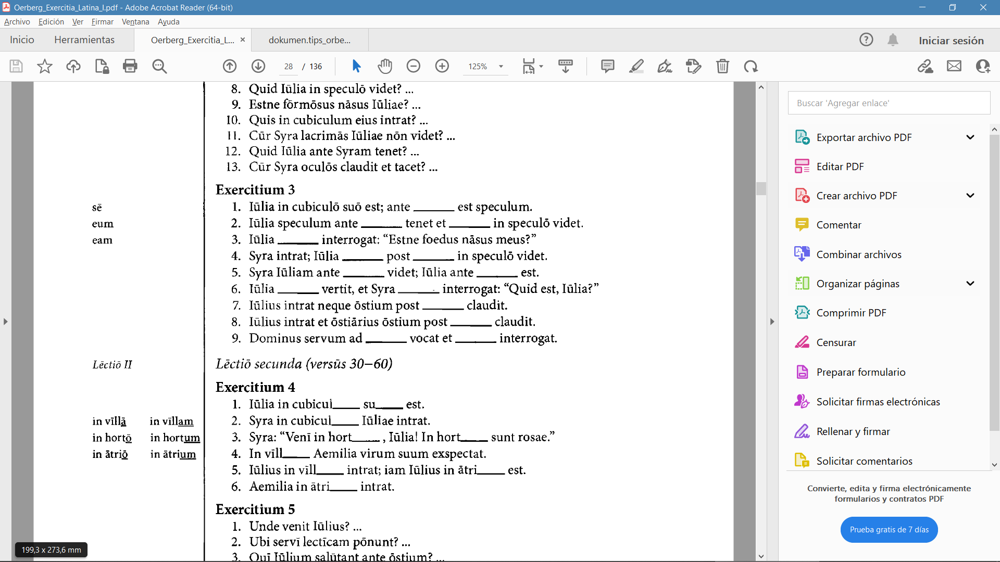 Oerberg_Exercitia_Latina_I.pdf - Adobe Acrobat Reader (64-bit)
Archivo Edición Ver Firmar Ventana Ayuda
Inicio Herramientas Oerberg_Exercitia_L... × dokumen.tips_orbe... Iniciar sesión
28 / 136 125%
8. Quid Iūlia in speculō videt? ...
9. Estne fōrmōsus nāsus Iūliae? ...
10. Quis in cubiculum eius intrat? ...
11. Cūr Syra lacrimās Iūliae nōn videt? ...
12. Quid Iūlia ante Syram tenet? ...
13. Cūr Syra oculōs claudit et tacet? ...
Exercitium 3
sē
eum
eam
1. Iūlia in cubiculō suō est; ante ______ est speculum.
2. Iūlia speculum ante ______ tenet et ______ in speculō videt.
3. Iūlia ______ interrogat: “Estne foedus nāsus meus?”
4. Syra intrat; Iūlia ______ post ______ in speculō videt.
5. Syra Iūliam ante ______ videt; Iūlia ante ______ est.
6. Iūlia ______ vertit, et Syra ______ interrogat: “Quid est, Iūlia?”
7. Iūlius intrat neque ōstium post ______ claudit.
8. Iūlius intrat et ōstiārius ōstium post ______ claudit.
9. Dominus servum ad ______ vocat et ______ interrogat.
Lēctiō II
Lēctiō secunda (versūs 30–60)
Exercitium 4
in vīllā in vīllam
in hortō in hortum
in ātriō in ātrium
1. Iūlia in cubicul____ su____ est.
2. Syra in cubicul____ Iūliae intrat.
3. Syra: “Venī in hort____ , Iūlia! In hort____ sunt rosae.”
4. In vīll____ Aemilia virum suum exspectat.
5. Iūlius in vīll____ intrat; iam Iūlius in ātri____ est.
6. Aemilia in ātri____ intrat.
Exercitium 5
1. Unde venit Iūlius? ...
2. Ubi servī lectīcam pōnunt? ...
3. Quī Iūlium salūtant ante ōstium? ...
199,3 x 273,6 mm
Buscar 'Agregar enlace'
Exportar archivo PDF
Editar PDF
Crear archivo PDF
Comentar
Combinar archivos
Organizar páginas
Comprimir PDF
Censurar
Preparar formulario
Solicitar firmas electrónicas
Rellenar y firmar
Solicitar comentarios
Convierte, edita y firma electrónicamente
formularios y contratos PDF
Prueba gratis de 7 días